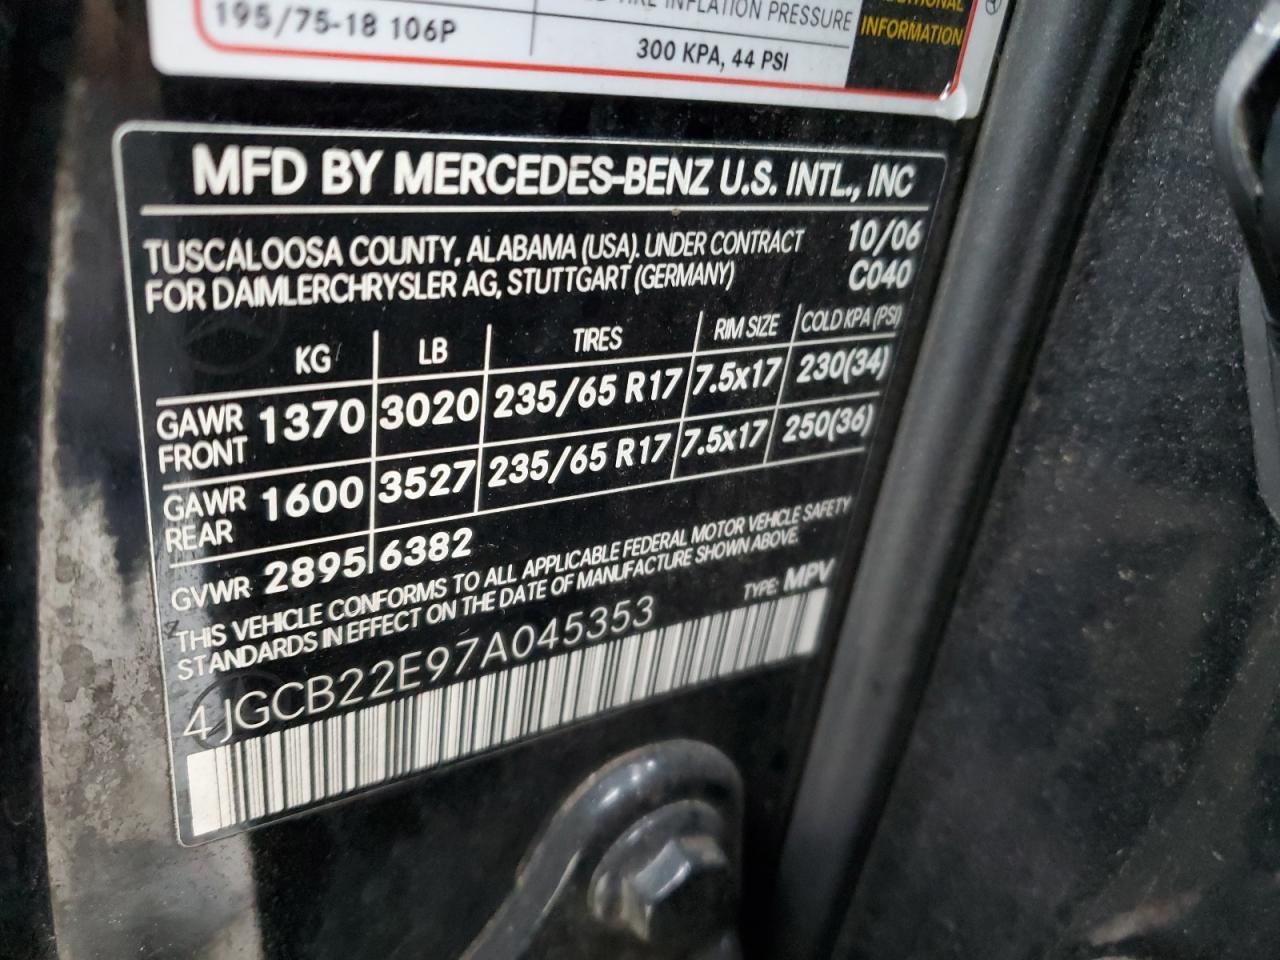 TIRE INFLATION PRESSURE
INFORMATION
195/75-18 106P
300 KPA, 44 PSI
MFD BY MERCEDES-BENZ U.S. INTL., INC
TUSCALOOSA COUNTY, ALABAMA (USA). UNDER CONTRACT 10/06
FOR DAIMLERCHRYSLER AG, STUTTGART (GERMANY) C040
KG LB TIRES RIM SIZE COLD KPA (PSI)
GAWR FRONT 1370 3020 235/65 R17 7.5x17 230(34)
GAWR REAR 1600 3527 235/65 R17 7.5x17 250(36)
GVWR 2895 6382
THIS VEHICLE CONFORMS TO ALL APPLICABLE FEDERAL MOTOR VEHICLE SAFETY
STANDARDS IN EFFECT ON THE DATE OF MANUFACTURE SHOWN ABOVE.
4JGCB22E97A045353 TYPE: MPV